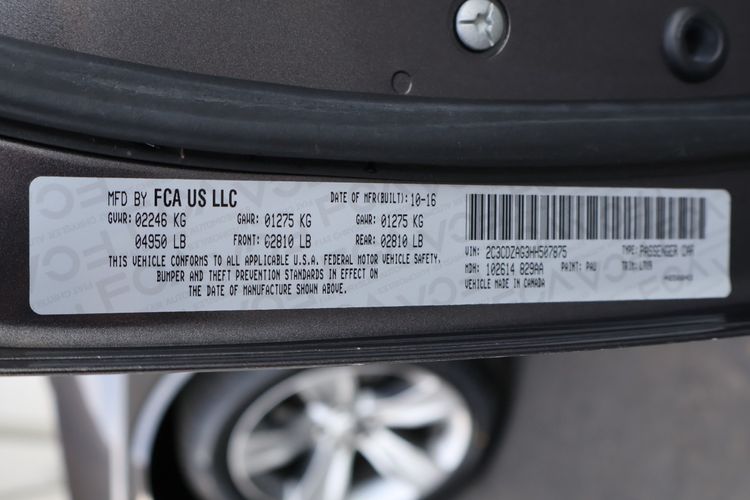 MFD BY FCA US LLC DATE OF MFR(BUILT): 10-16
GVWR: 02246 KG GAWR: 01275 KG GAWR: 01275 KG
04950 LB FRONT: 02810 LB REAR: 02810 LB
THIS VEHICLE CONFORMS TO ALL APPLICABLE U.S.A. FEDERAL MOTOR VEHICLE SAFETY,
BUMPER AND THEFT PREVENTION STANDARDS IN EFFECT ON
THE DATE OF MANUFACTURE SHOWN ABOVE.
VIN: 2C3CDZAG3HH507875 TYPE: PASSENGER CAR
MDH: 102614 829AA PAINT: PAU TRIM:
VEHICLE MADE IN CANADA